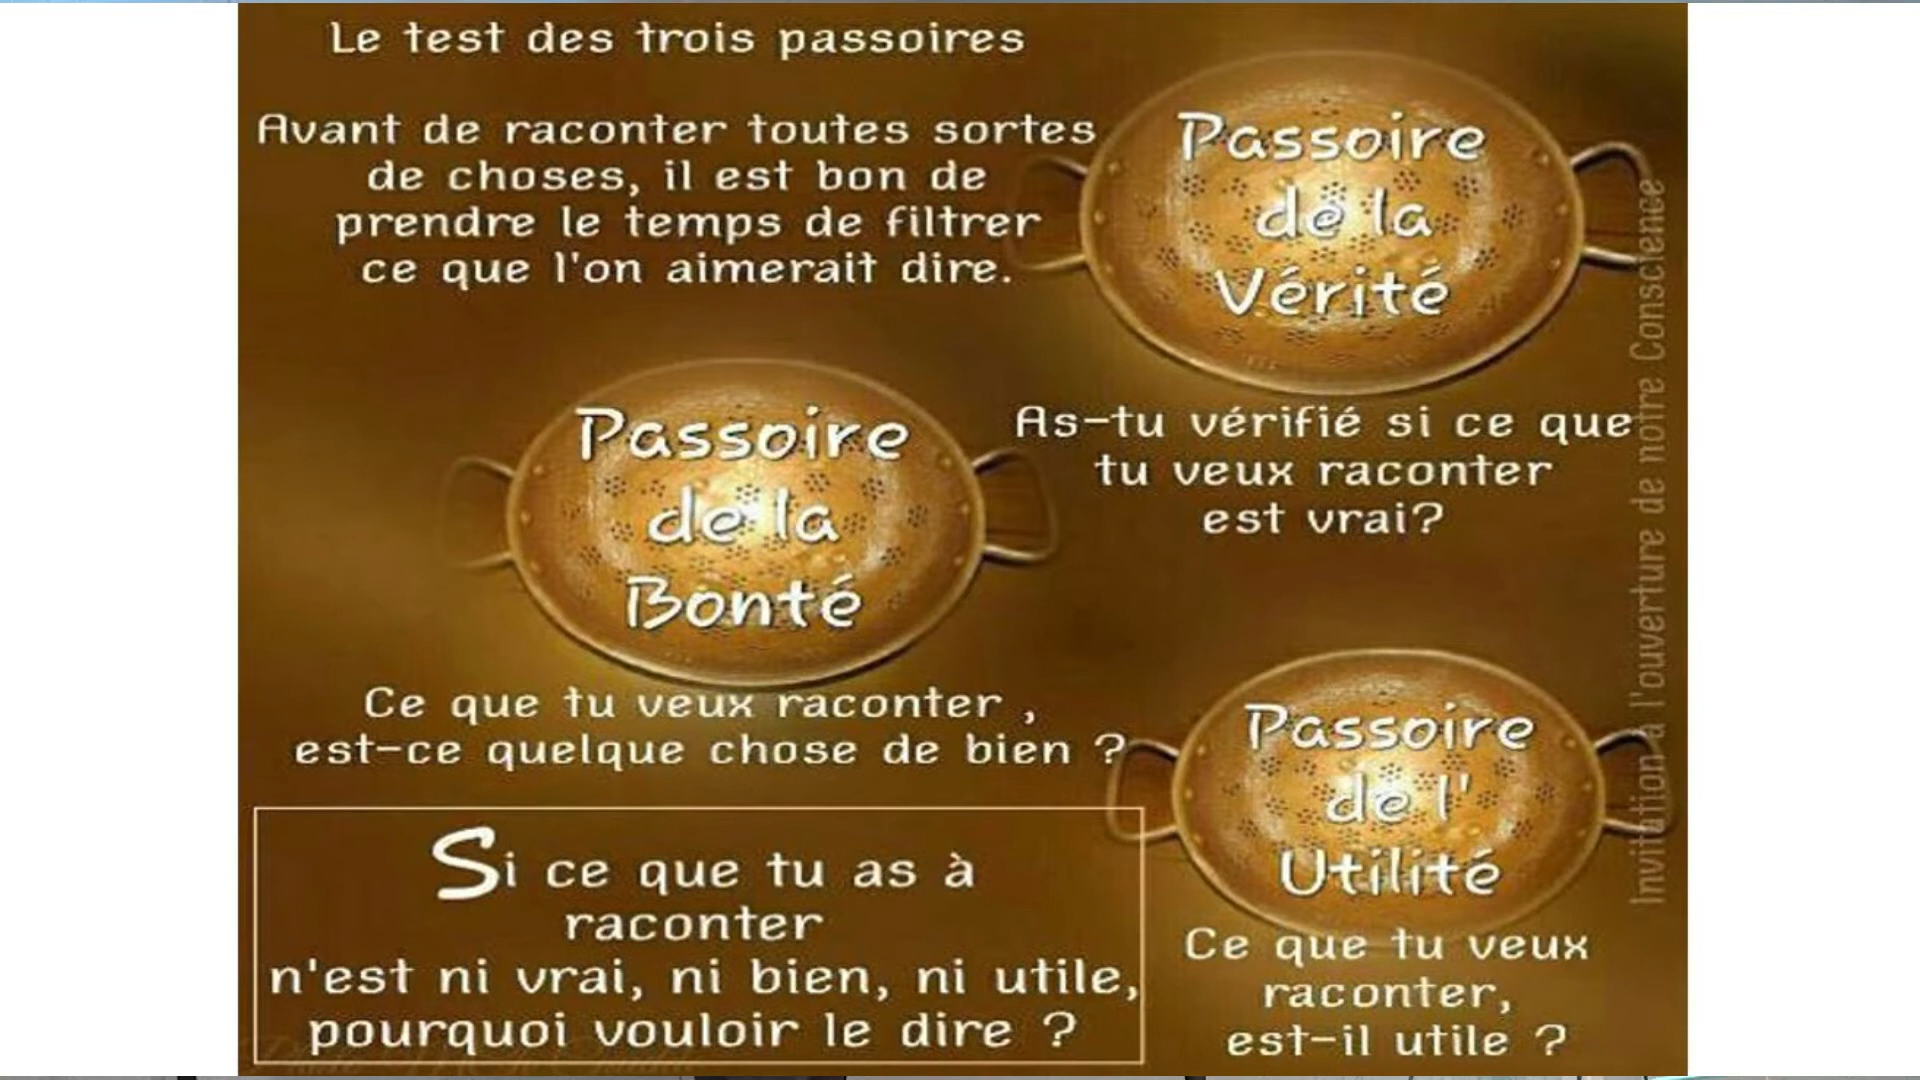 Le test des trois passoires
Avant de raconter toutes sortes
de choses, il est bon de
prendre le temps de filtrer
ce que l'on aimerait dire.
Passoire
de la
Vérité
As-tu vérifié si ce que
tu veux raconter
est vrai?
Passoire
de la
Bonté
Ce que tu veux raconter ,
est-ce quelque chose de bien ?
Passoire
de l'
Utilité
Ce que tu veux
raconter,
est-il utile ?
Si ce que tu as à
raconter
n'est ni vrai, ni bien, ni utile,
pourquoi vouloir le dire ?
Invitation à l'ouverture de notre Conscience